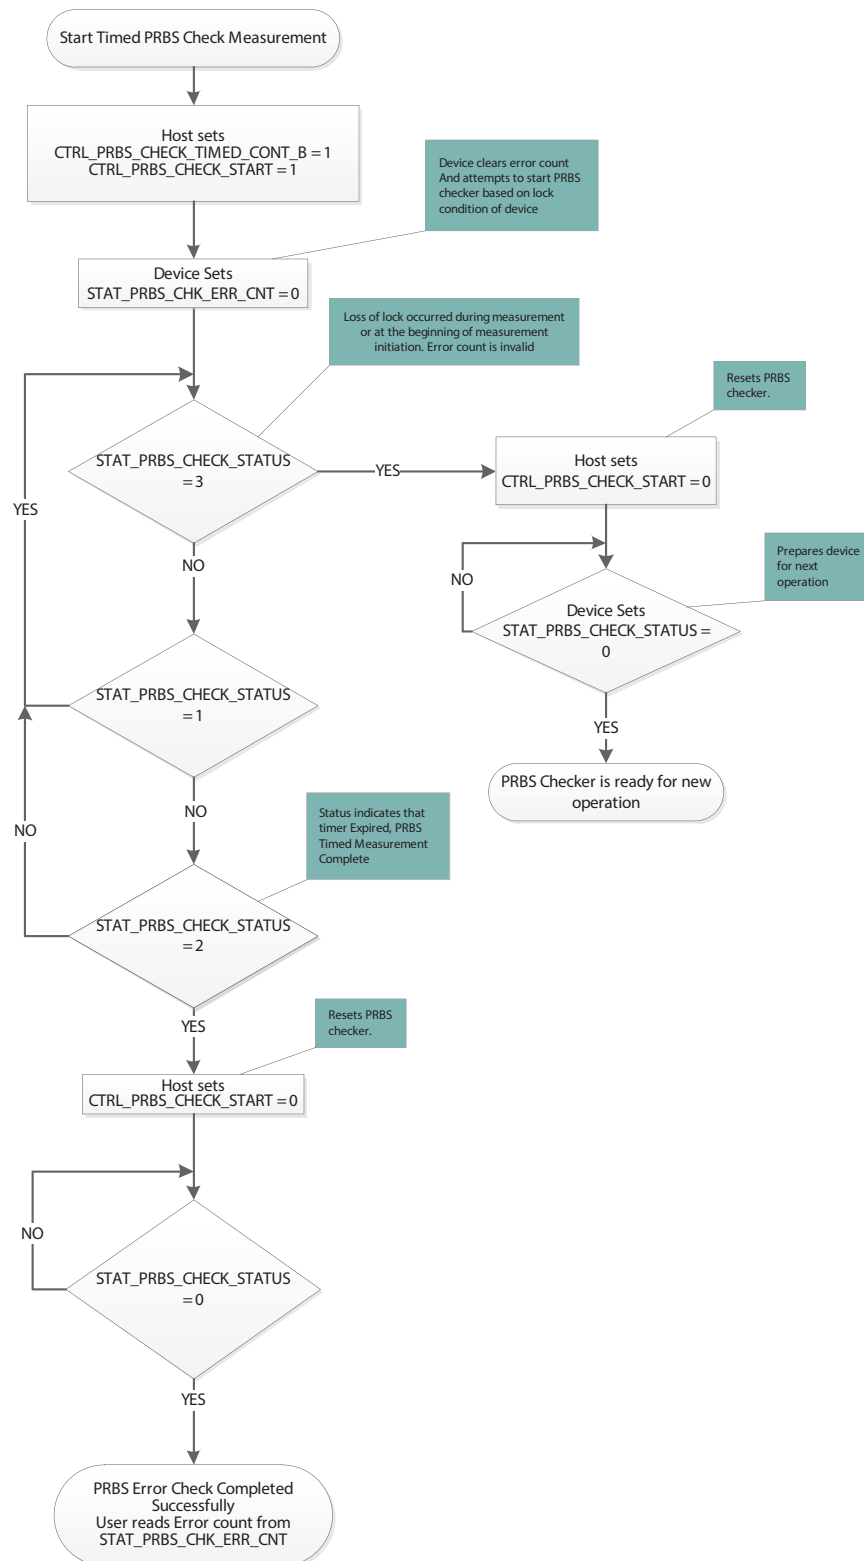 Start Timed PRBS Check Measurement
Host sets
CTRL_PRBS_CHECK_TIMED_CONT_B = 1
CTRL_PRBS_CHECK_START = 1
Device clears error count
And attempts to start PRBS
checker based on lock
condition of device
Device Sets
STAT_PRBS_CHK_ERR_CNT = 0
Loss of lock occurred during measurement
or at the beginning of measurement
initiation. Error count is invalid
Resets PRBS
checker.
STAT_PRBS_CHECK_STATUS
= 3
YES
Host sets
CTRL_PRBS_CHECK_START = 0
YES
NO
NO
Prepares device
for next
operation
Device Sets
STAT_PRBS_CHECK_STATUS =
0
STAT_PRBS_CHECK_STATUS
= 1
YES
PRBS Checker is ready for new
operation
NO
NO
Status indicates that
timer Expired, PRBS
Timed Measurement
Complete
STAT_PRBS_CHECK_STATUS
= 2
YES
Resets PRBS
checker.
Host sets
CTRL_PRBS_CHECK_START = 0
NO
STAT_PRBS_CHECK_STATUS
= 0
YES
PRBS Error Check Completed
Successfully
User reads Error count from
STAT_PRBS_CHK_ERR_CNT